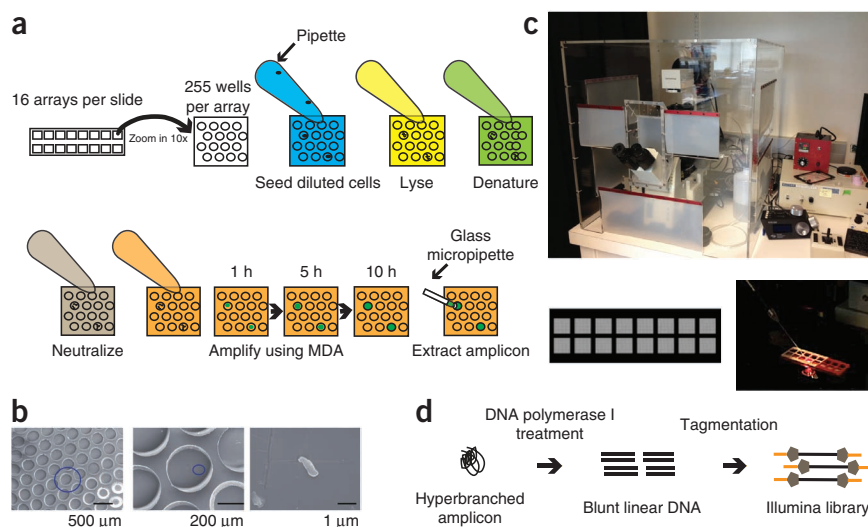 a
Pipette
16 arrays per slide
255 wells
per array
Zoom in 10x
Seed diluted cells
Lyse
Denature
1 h
5 h
10 h
Glass
micropipette
Neutralize
Amplify using MDA
Extract amplicon
b
500 μm
200 μm
1 μm
c
d
DNA polymerase I
treatment
Tagmentation
Hyperbranched
amplicon
Blunt linear DNA
Illumina library